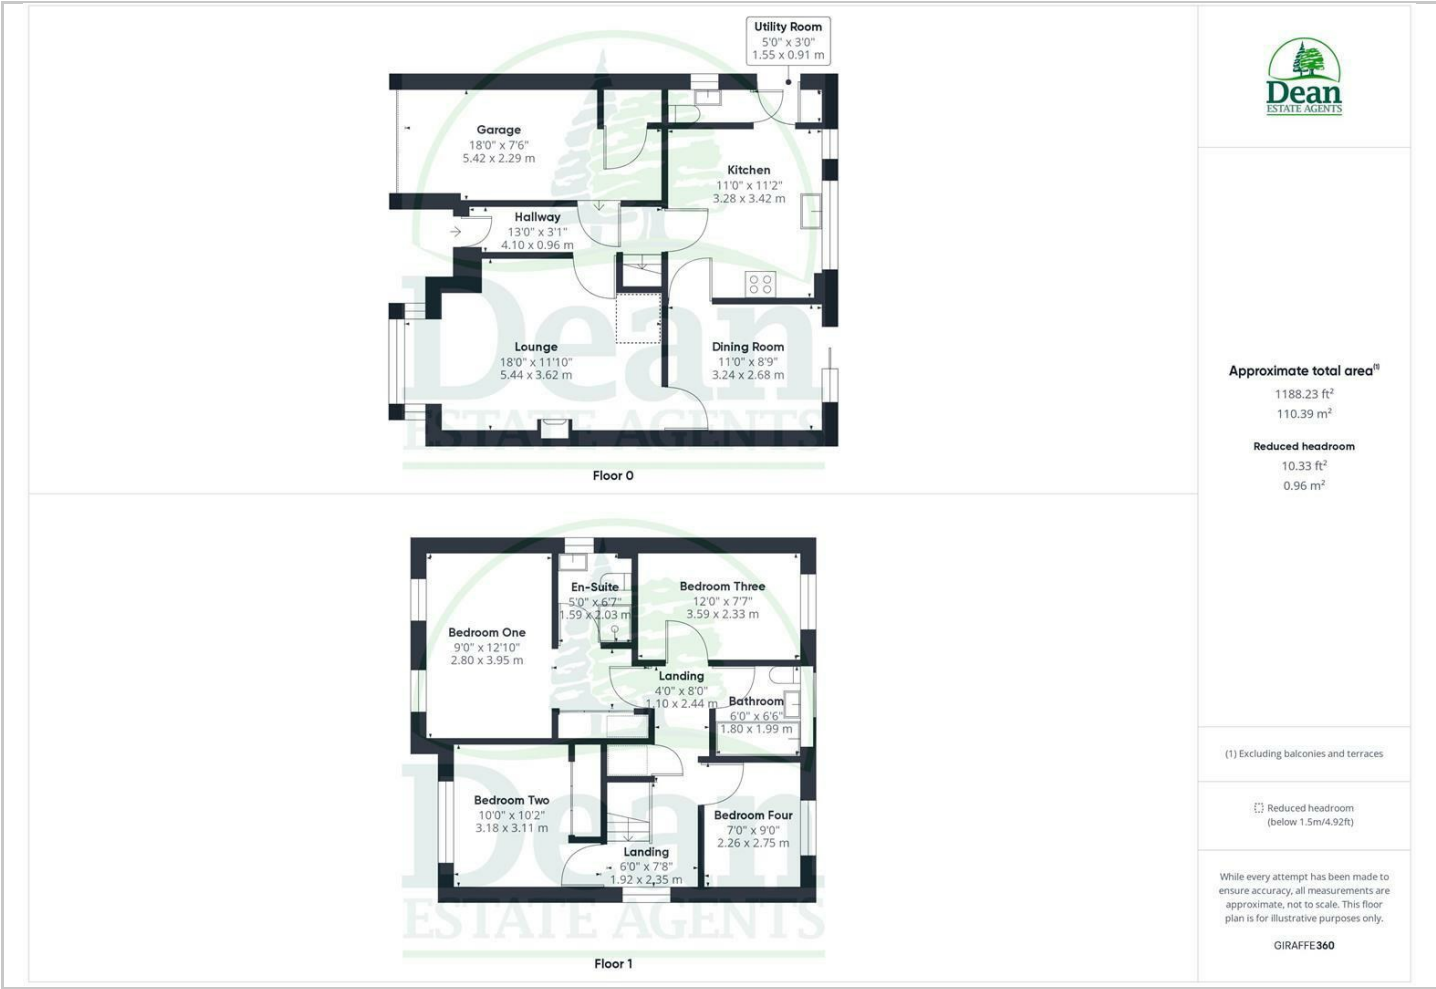 Utility Room
5'0" x 3'0"
1.55 x 0.91 m
Garage
18'0" x 7'6"
5.42 x 2.29 m
Kitchen
11'0" x 11'2"
3.28 x 3.42 m
Hallway
13'0" x 3'1"
4.10 x 0.96 m
Lounge
18'0" x 11'10"
5.44 x 3.62 m
Dining Room
11'0" x 8'9"
3.24 x 2.68 m
Dean
ESTATE AGENTS
Floor 0
En-Suite
5'0" x 6'7"
1.59 x 2.03 m
Bedroom Three
12'0" x 7'7"
3.59 x 2.33 m
Bedroom One
9'0" x 12'10"
2.80 x 3.95 m
Landing
4'0" x 8'0"
1.10 x 2.44 m
Bathroom
6'0" x 6'6"
1.80 x 1.99 m
Bedroom Two
10'0" x 10'2"
3.18 x 3.11 m
Bedroom Four
7'0" x 9'0"
2.26 x 2.75 m
Landing
6'0" x 7'8"
1.92 x 2.35 m
Dean
ESTATE AGENTS
Floor 1
Dean
ESTATE AGENTS
Approximate total area⁽¹⁾
1188.23 ft²
110.39 m²
Reduced headroom
10.33 ft²
0.96 m²
(1) Excluding balconies and terraces
Reduced headroom
(below 1.5m/4.92ft)
While every attempt has been made to
ensure accuracy, all measurements are
approximate, not to scale. This floor
plan is for illustrative purposes only.
GIRAFFE360